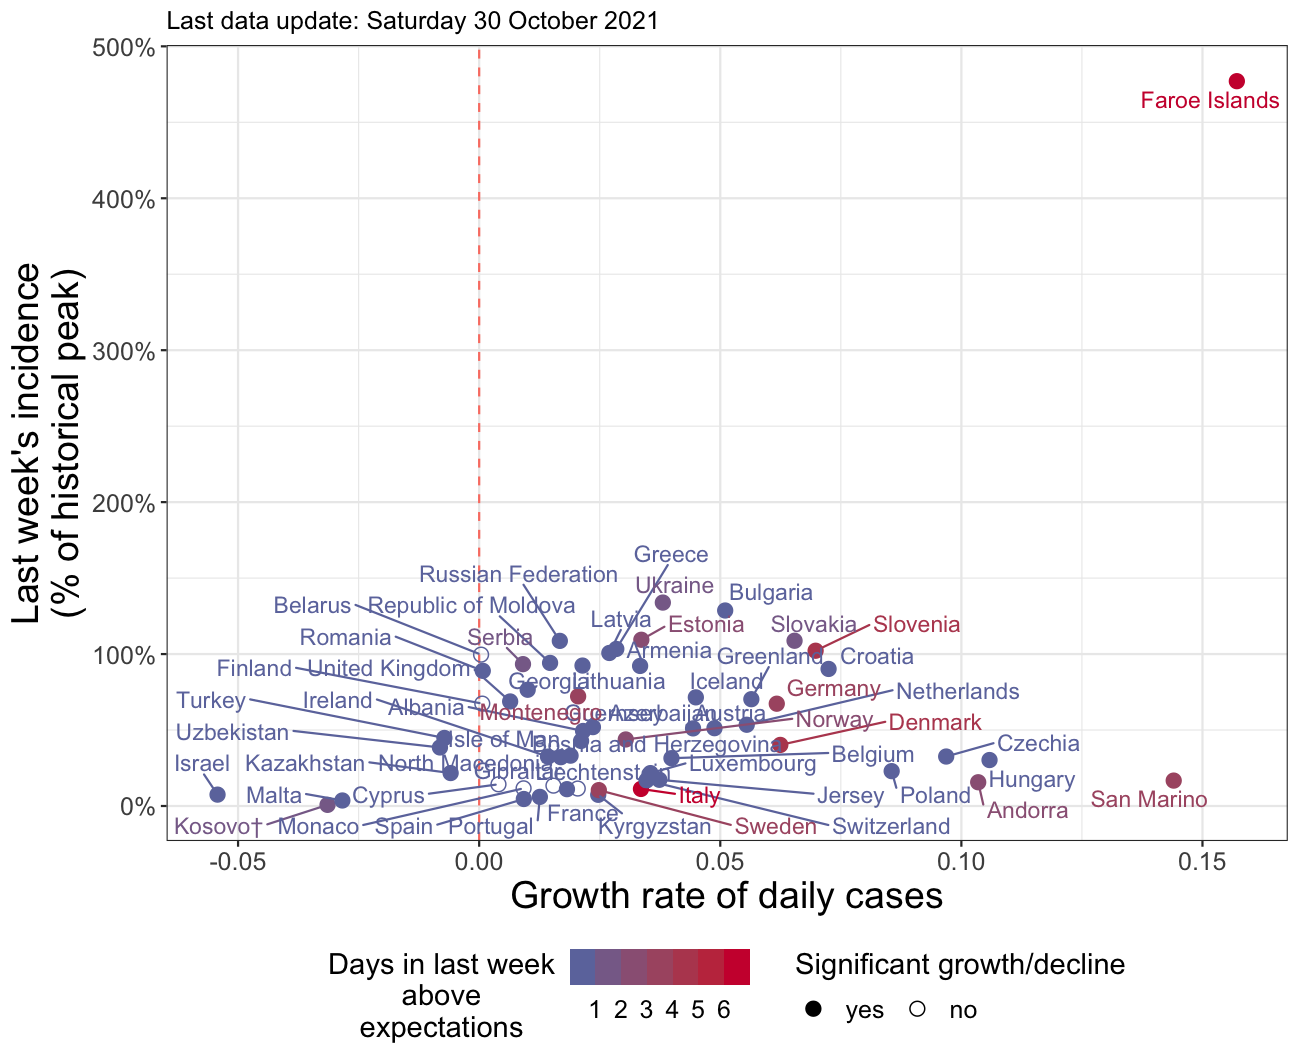 Last data update: Saturday 30 October 2021
500%
Faroe Islands
400%
300%
200%
Last week's incidence
(% of historical peak)
Greece
Russian Federation
Ukraine
Bulgaria
Belarus
Republic of Moldova
Latvia
Estonia
Slovakia
Slovenia
Romania
Serbia
100%
Armenia
Greenland
Croatia
Finland
United Kingdom
Georgia
Lithuania
Iceland
Germany
Netherlands
Turkey
Ireland
Albania
Montenegro
Guernsey
Azerbaijan
Austria
Norway
Denmark
Uzbekistan
Isle of Man
Bosnia and Herzegovina
Czechia
Israel
Kazakhstan
North Macedonia
Gibraltar
Liechtenstein
Luxembourg
Belgium
Hungary
Malta
Cyprus
Italy
Jersey
Poland
San Marino
0%
Andorra
Kosovo†
Monaco
Spain
Portugal
France
Kyrgyzstan
Sweden
Switzerland
-0.05
0.00
0.05
0.10
0.15
Growth rate of daily cases
Days in last week
above
expectations
1 2 3 4 5 6
Significant growth/decline
yes
no